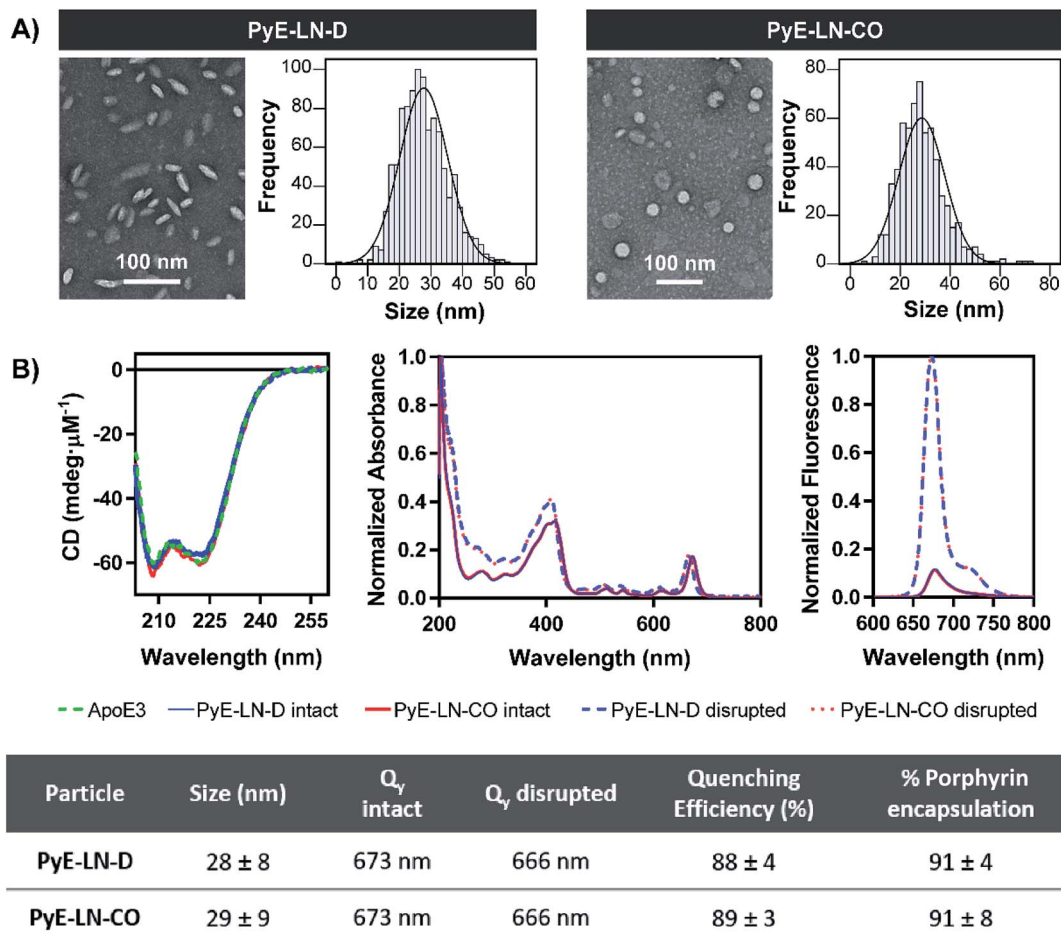 A)
PyE-LN-D
PyE-LN-CO
100 nm
Frequency
100
80
60
40
20
0
0 10 20 30 40 50 60
Size (nm)
100 nm
Frequency
80
60
40
20
0
0 20 40 60 80
Size (nm)
B)
CD (mdeg·µM⁻¹)
0
-20
-40
-60
210 225 240 255
Wavelength (nm)
Normalized Absorbance
1.0
0.8
0.6
0.4
0.2
0.0
200 400 600 800
Wavelength (nm)
Normalized Fluorescence
1.0
0.8
0.6
0.4
0.2
0.0
600 650 700 750 800
Wavelength (nm)
ApoE3 PyE-LN-D intact PyE-LN-CO intact PyE-LN-D disrupted PyE-LN-CO disrupted
Particle Size (nm) Qy intact Qy disrupted Quenching Efficiency (%) % Porphyrin encapsulation
PyE-LN-D 28 ± 8 673 nm 666 nm 88 ± 4 91 ± 4
PyE-LN-CO 29 ± 9 673 nm 666 nm 89 ± 3 91 ± 8